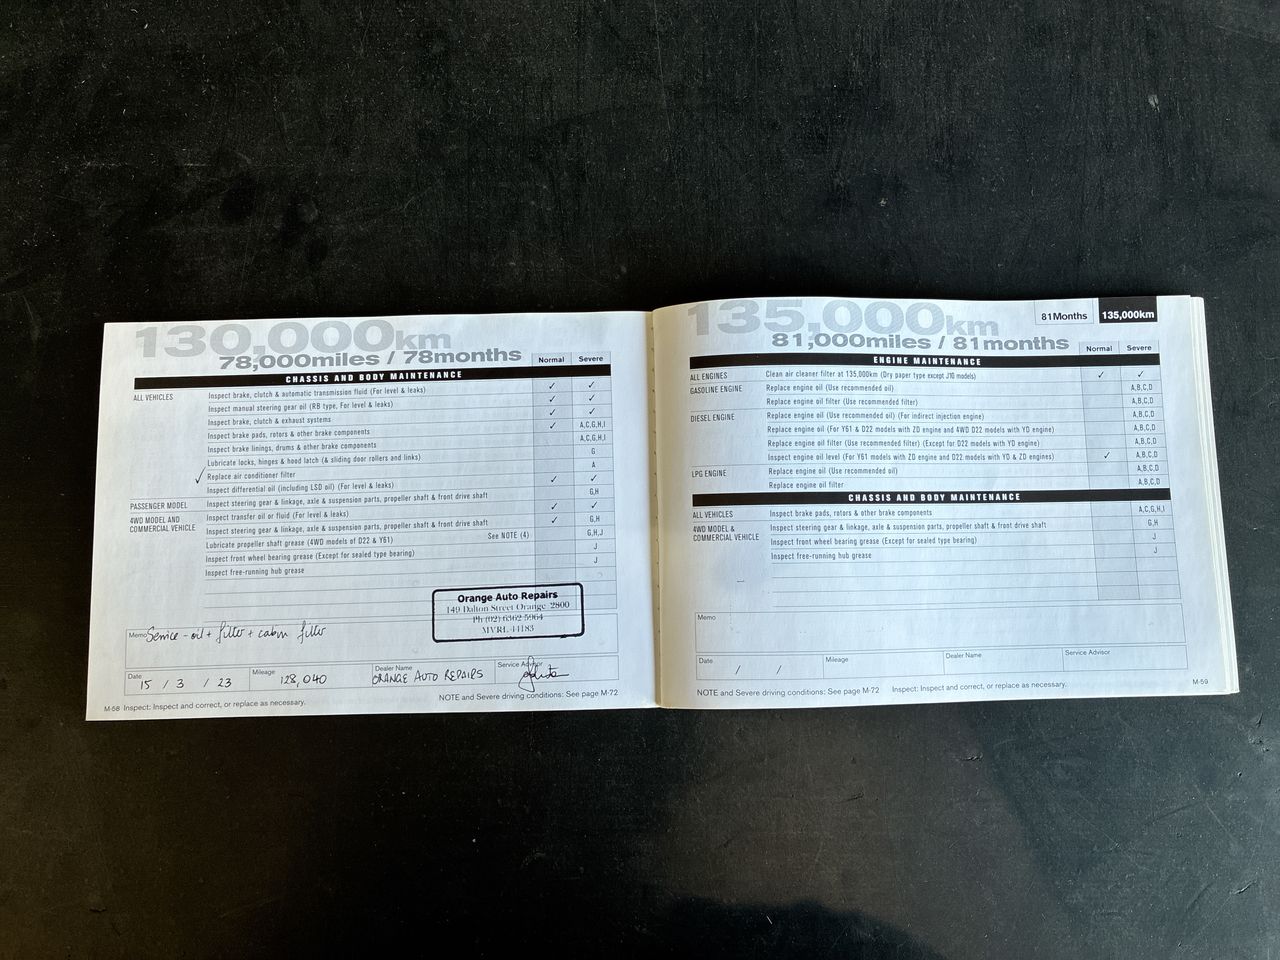 130,000km
78,000miles / 78months
Normal Severe
CHASSIS AND BODY MAINTENANCE
ALL VEHICLES Inspect brake, clutch & automatic transmission fluid (For level & leaks) ✓ ✓
Inspect manual steering gear oil (RB type, For level & leaks) ✓ ✓
Inspect brake, clutch & exhaust systems ✓ ✓
Inspect brake pads, rotors & other brake components ✓ A,C,G,H,I
Inspect brake linings, drums & other brake components A,C,G,H,I
Lubricate locks, hinges & hood latch (& sliding door rollers and links) G
✓ Replace air conditioner filter A
Inspect differential oil (including LSD oil) (For level & leaks) ✓ ✓
PASSENGER MODEL Inspect steering gear & linkage, axle & suspension parts, propeller shaft & front drive shaft G,H
4WD MODEL AND COMMERCIAL VEHICLE Inspect transfer oil or fluid (For level & leaks) ✓ ✓
Inspect steering gear & linkage, axle & suspension parts, propeller shaft & front drive shaft ✓ G,H
Lubricate propeller shaft grease (4WD models of D22 & Y61) See NOTE (4) G,H,J
Inspect front wheel bearing grease (Except for sealed type bearing) J
Inspect free-running hub grease J
Orange Auto Repairs
149 Dalton Street Orange 2800
Ph (02) 6362 5964
MVRL 44183
Memo Service - oil + filter + cabin filter
Date 15 / 3 / 23 Mileage 128,040 Dealer Name ORANGE AUTO REPAIRS Service Advisor
NOTE and Severe driving conditions: See page M-72
M-58 Inspect: Inspect and correct, or replace as necessary.
135,000km
81Months 135,000km
81,000miles / 81months
Normal Severe
ENGINE MAINTENANCE
ALL ENGINES Clean air cleaner filter at 135,000km (Dry paper type except J10 models) ✓ ✓
GASOLINE ENGINE Replace engine oil (Use recommended oil) A,B,C,D
Replace engine oil filter (Use recommended filter) A,B,C,D
DIESEL ENGINE Replace engine oil (Use recommended oil) (For indirect injection engine) A,B,C,D
Replace engine oil (For Y61 & D22 models with ZD engine and 4WD D22 models with YD engine) A,B,C,D
Replace engine oil filter (Use recommended filter) (Except for D22 models with YD engine) A,B,C,D
Inspect engine oil level (For Y61 models with ZD engine and D22 models with YD & ZD engines) ✓ A,B,C,D
LPG ENGINE Replace engine oil (Use recommended oil) A,B,C,D
Replace engine oil filter A,B,C,D
CHASSIS AND BODY MAINTENANCE
ALL VEHICLES Inspect brake pads, rotors & other brake components A,C,G,H,I
4WD MODEL & COMMERCIAL VEHICLE Inspect steering gear & linkage, axle & suspension parts, propeller shaft & front drive shaft G,H
Inspect front wheel bearing grease (Except for sealed type bearing) J
Inspect free-running hub grease J
Memo
Date / / Mileage Dealer Name Service Advisor
NOTE and Severe driving conditions: See page M-72 Inspect: Inspect and correct, or replace as necessary.
M-59